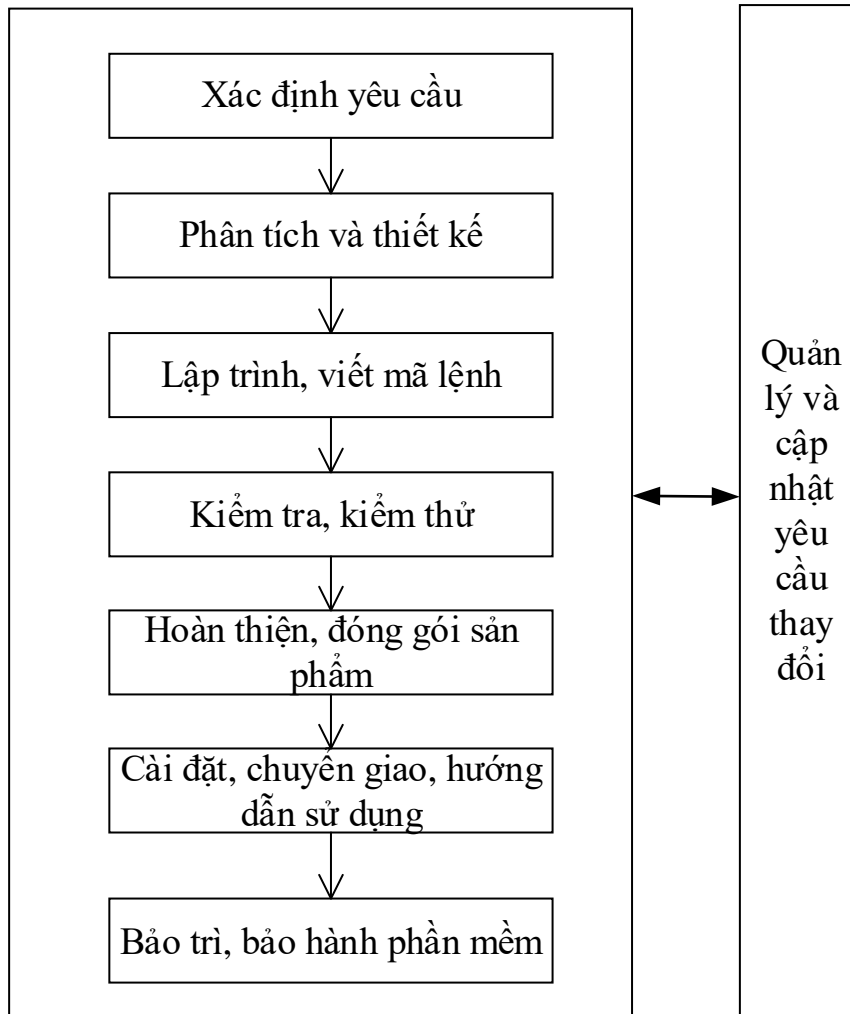 Xác định yêu cầu
Phân tích và thiết kế
Lập trình, viết mã lệnh
Kiểm tra, kiểm thử
Hoàn thiện, đóng gói sản
phẩm
Cài đặt, chuyển giao, hướng
dẫn sử dụng
Bảo trì, bảo hành phần mềm
Quản
lý và
cập
nhật
yêu
cầu
thay
đổi